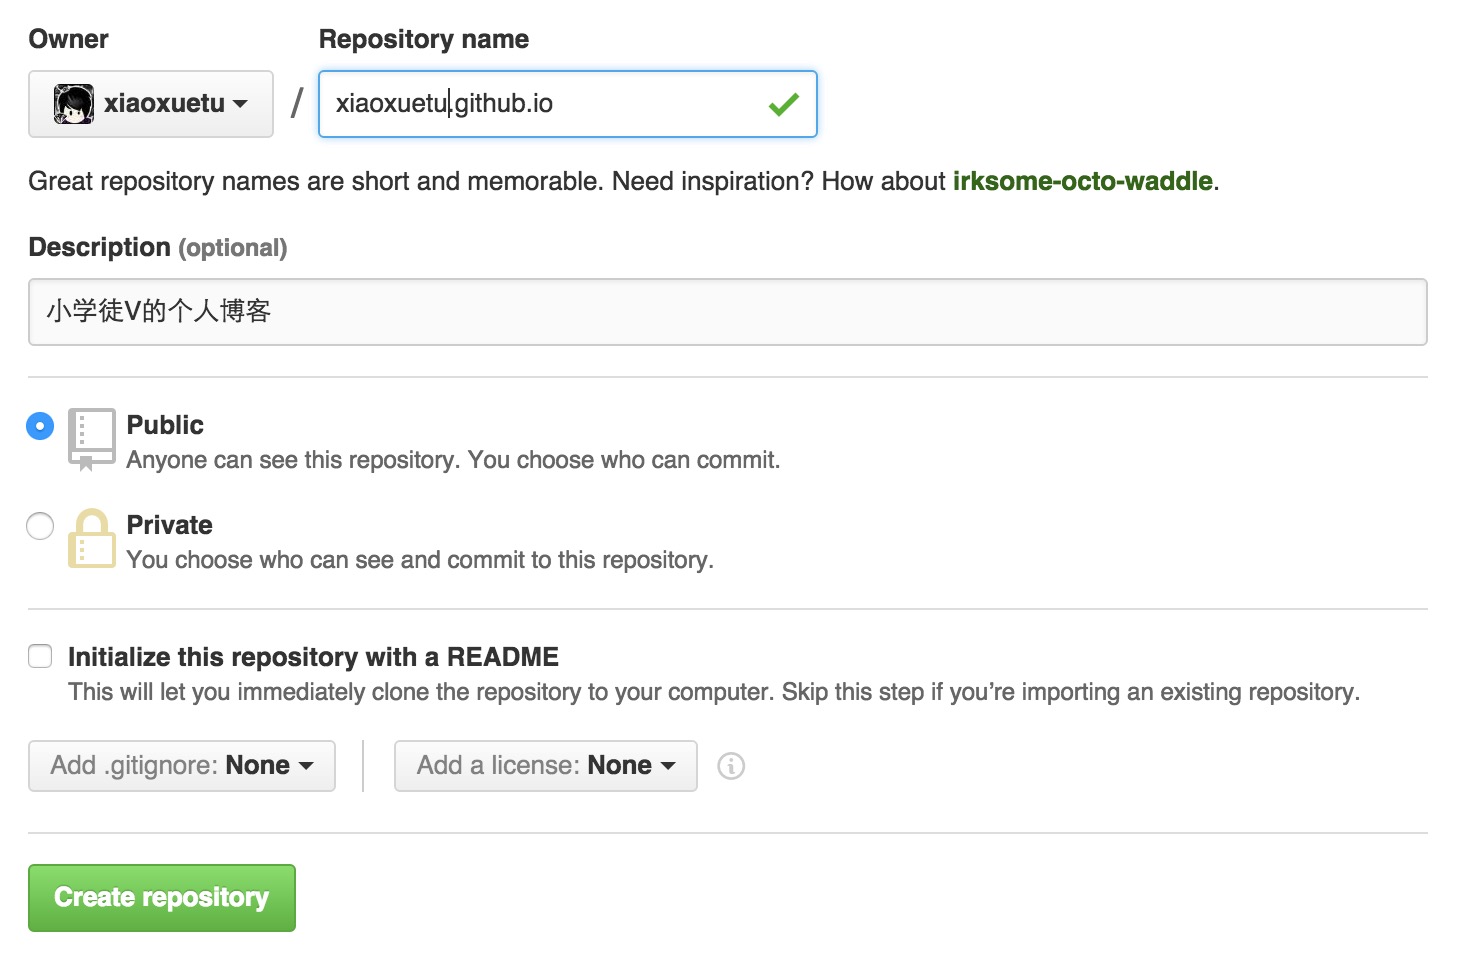 Owner
Repository name
xiaoxuetu
/
xiaoxuetu.github.io
Great repository names are short and memorable. Need inspiration? How about irksome-octo-waddle.
Description (optional)
小学徒V的个人博客
Public
Anyone can see this repository. You choose who can commit.
Private
You choose who can see and commit to this repository.
Initialize this repository with a README
This will let you immediately clone the repository to your computer. Skip this step if you’re importing an existing repository.
Add .gitignore: None
Add a license: None
Create repository